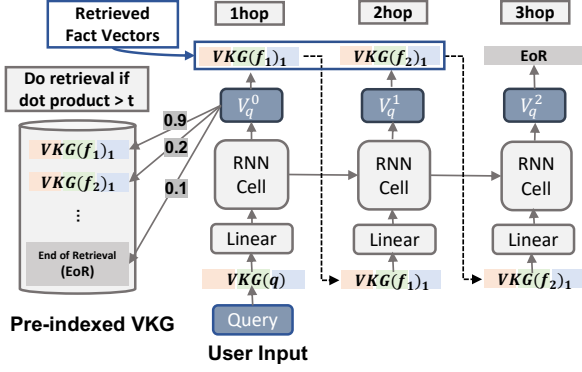 Retrieved
Fact Vectors
1hop
2hop
3hop
VKG(f₁)₁
VKG(f₂)₁
EoR
Do retrieval if
dot product > t
V_q^0
V_q^1
V_q^2
0.9
0.2
0.1
VKG(f₁)₁
VKG(f₂)₁
⋮
End of Retrieval
(EoR)
RNN
Cell
RNN
Cell
RNN
Cell
Linear
Linear
Linear
VKG(q)
VKG(f₁)₁
VKG(f₂)₁
Pre-indexed VKG
Query
User Input